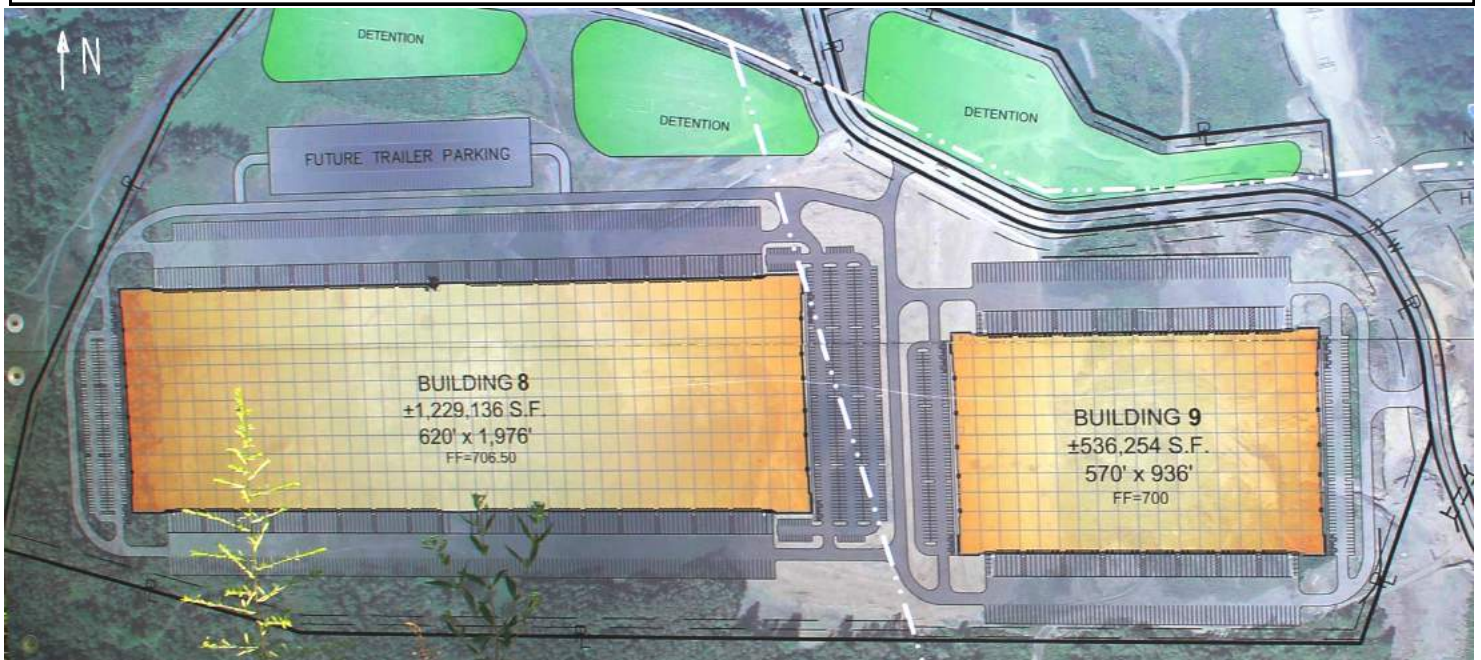 N
DETENTION
DETENTION
DETENTION
FUTURE TRAILER PARKING
BUILDING 8
±1,229,136 S.F.
620' x 1,976'
FF=706.50
BUILDING 9
±536,254 S.F.
570' x 936'
FF=700